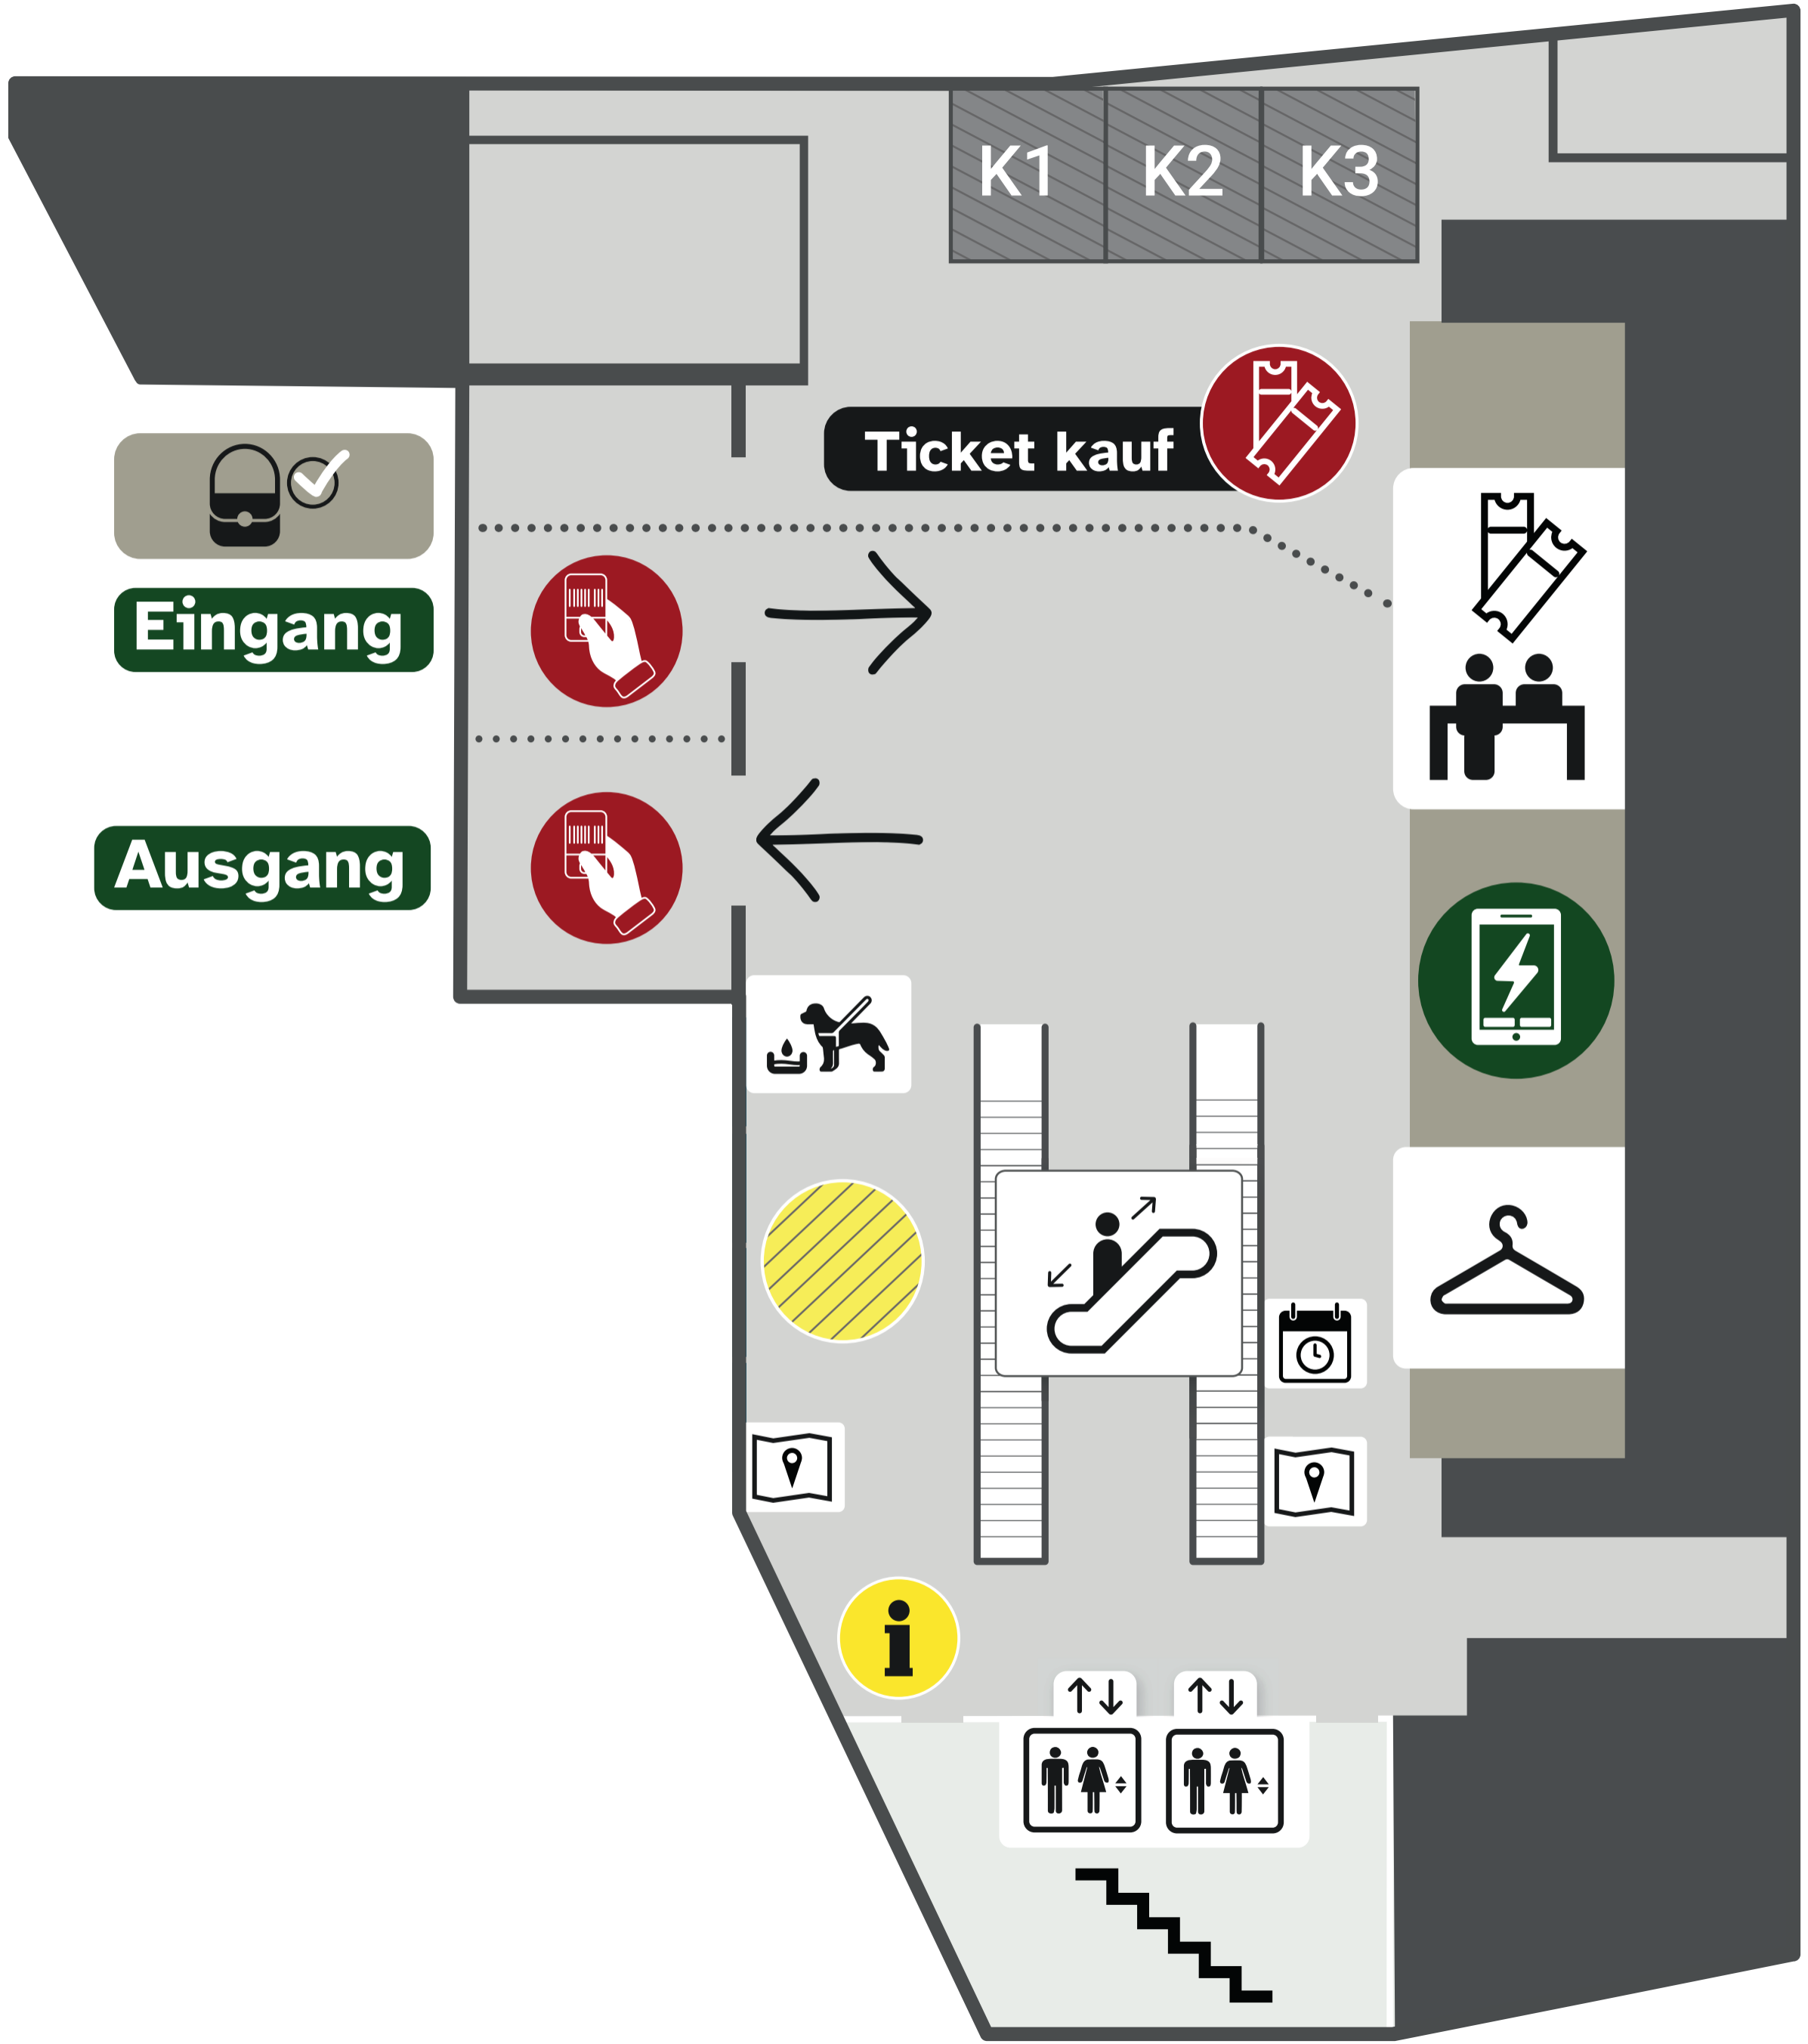 K1
K2
K3
Ticket kauf
Eingang
Ausgang
i